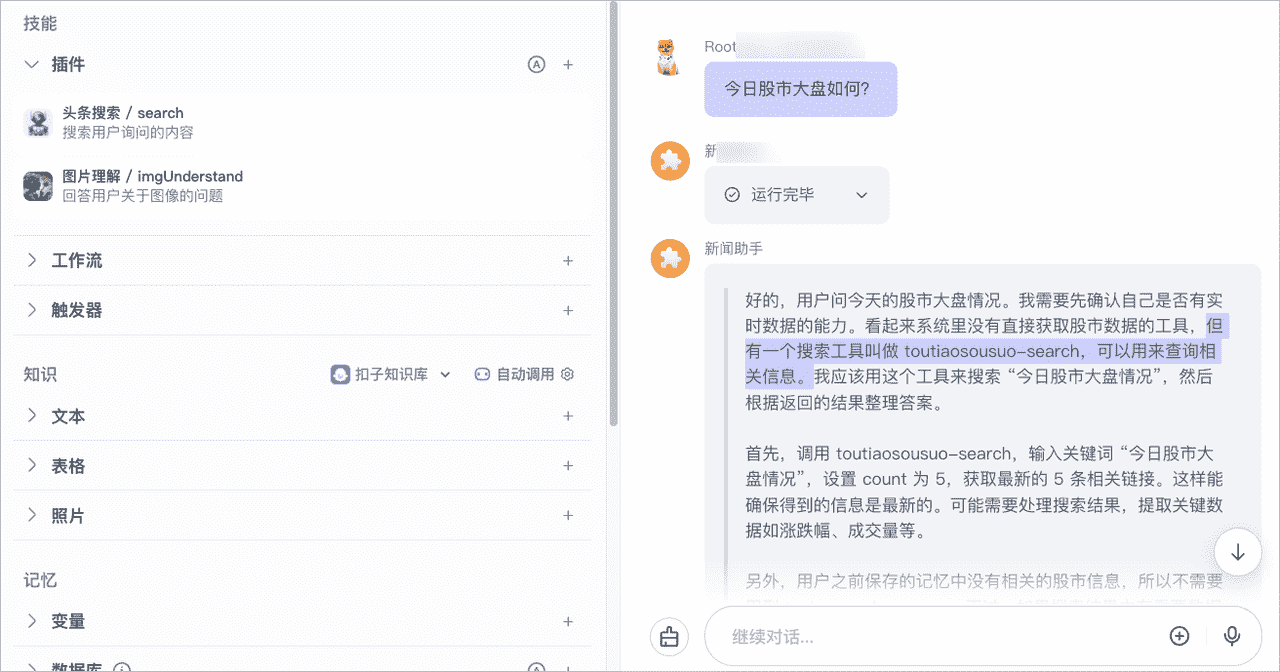 技能
插件
头条搜索 / search
搜索用户询问的内容
图片理解 / imgUnderstand
回答用户关于图像的问题
工作流
触发器
知识
扣子知识库
自动调用
文本
表格
照片
记忆
变量
数据库
Root
今日股市大盘如何?
新
运行完毕
新闻助手
好的，用户问今天的股市大盘情况。我需要先确认自己是否有实
时数据的能力。看起来系统里没有直接获取股市数据的工具，但
有一个搜索工具叫做 toutiaosousuo-search，可以用来查询相
关信息。我应该用这个工具来搜索 “今日股市大盘情况”，然后
根据返回的结果整理答案。
首先，调用 toutiaosousuo-search，输入关键词 “今日股市大
盘情况”，设置 count 为 5，获取最新的 5 条相关链接。这样能
确保得到的信息是最新的。可能需要处理搜索结果，提取关键数
据如涨跌幅、成交量等。
另外，用户之前保存的记忆中没有相关的股市信息，所以不需要
继续对话...